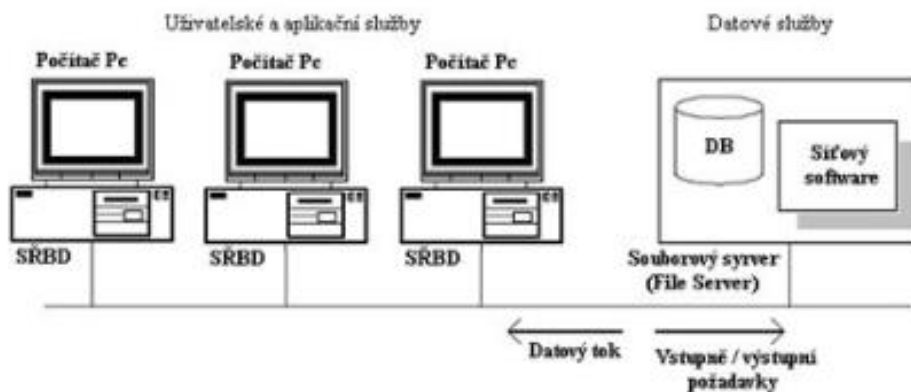 Uživatelské a aplikační služby
Datové služby
Počítač Pc
Počítač Pc
Počítač Pc
DB
Síťový
software
SŘBD
SŘBD
SŘBD
Souborový syrver
(File Server)
Datový tok
Vstupně / výstupní
požadavky